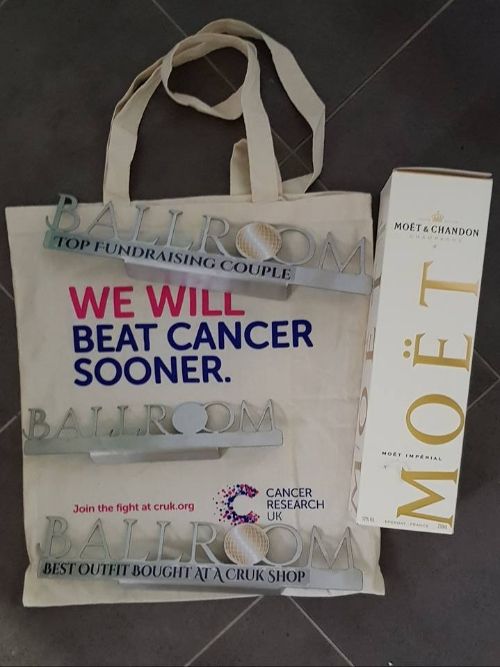 BALLROOM
TOP FUNDRAISING COUPLE
WE WILL
BEAT CANCER
SOONER.
BALLROOM
Join the fight at cruk.org
CANCER
RESEARCH
UK
BALLROOM
BEST OUTFIT BOUGHT AT A CRUK SHOP
MOËT & CHANDON
CHAMPAGNE
MOËT
MOËT IMPÉRIAL